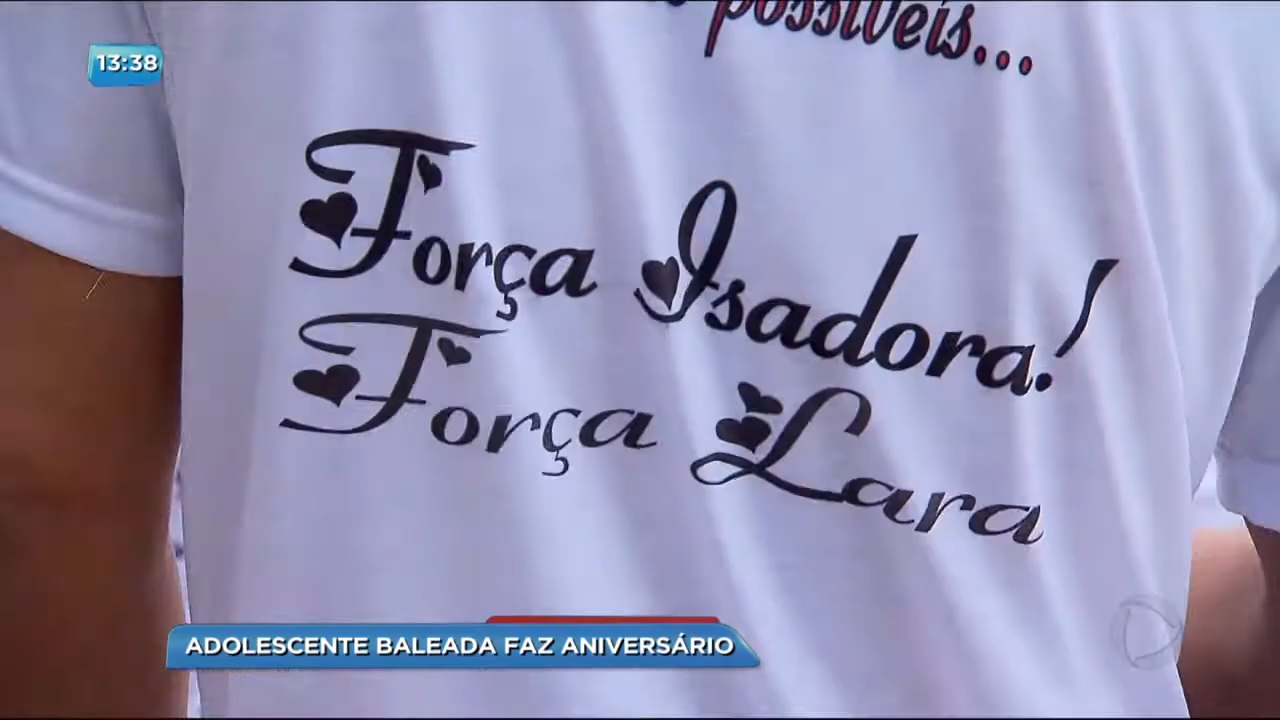 possíveis...
13:38
Força Isadora!
Força Lara
ADOLESCENTE BALEADA FAZ ANIVERSÁRIO